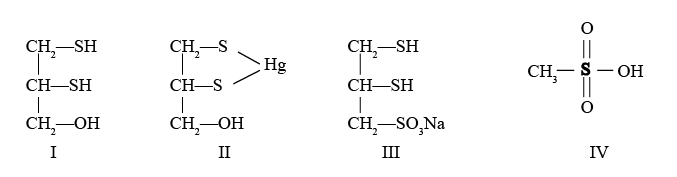 CH₂—SH
CH—SH
CH₂—OH
I
CH₂—S
Hg
CH—S
CH₂—OH
II
CH₂—SH
CH—SH
CH₂—SO₃Na
III
O
CH₃—S—OH
O
IV